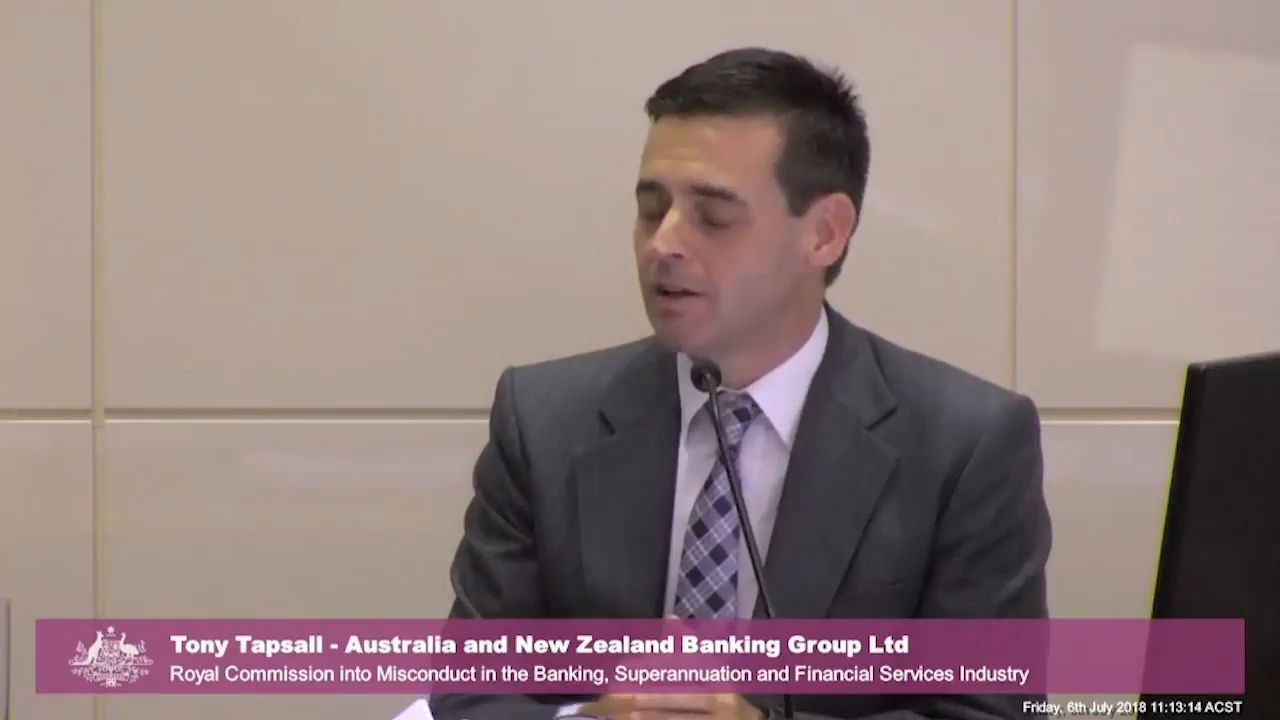 Tony Tapsall - Australia and New Zealand Banking Group Ltd
Royal Commission into Misconduct in the Banking, Superannuation and Financial Services Industry
Friday, 6th July 2018 11:13:14 ACST